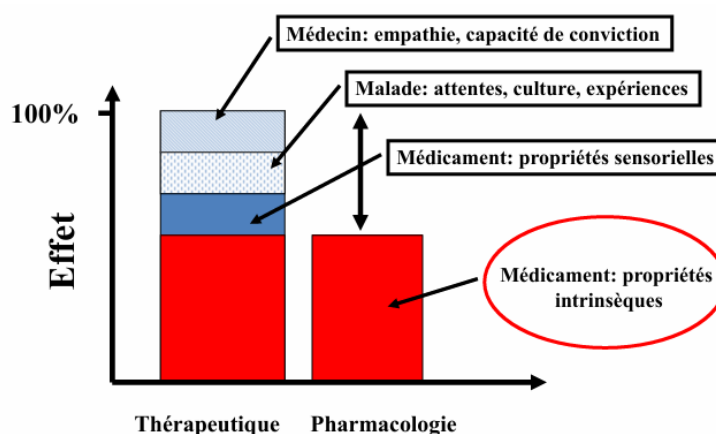 Médecin: empathie, capacité de conviction
Malade: attentes, culture, expériences
100%
Médicament: propriétés sensorielles
Effet
Médicament: propriétés
intrinsèques
Thérapeutique
Pharmacologie